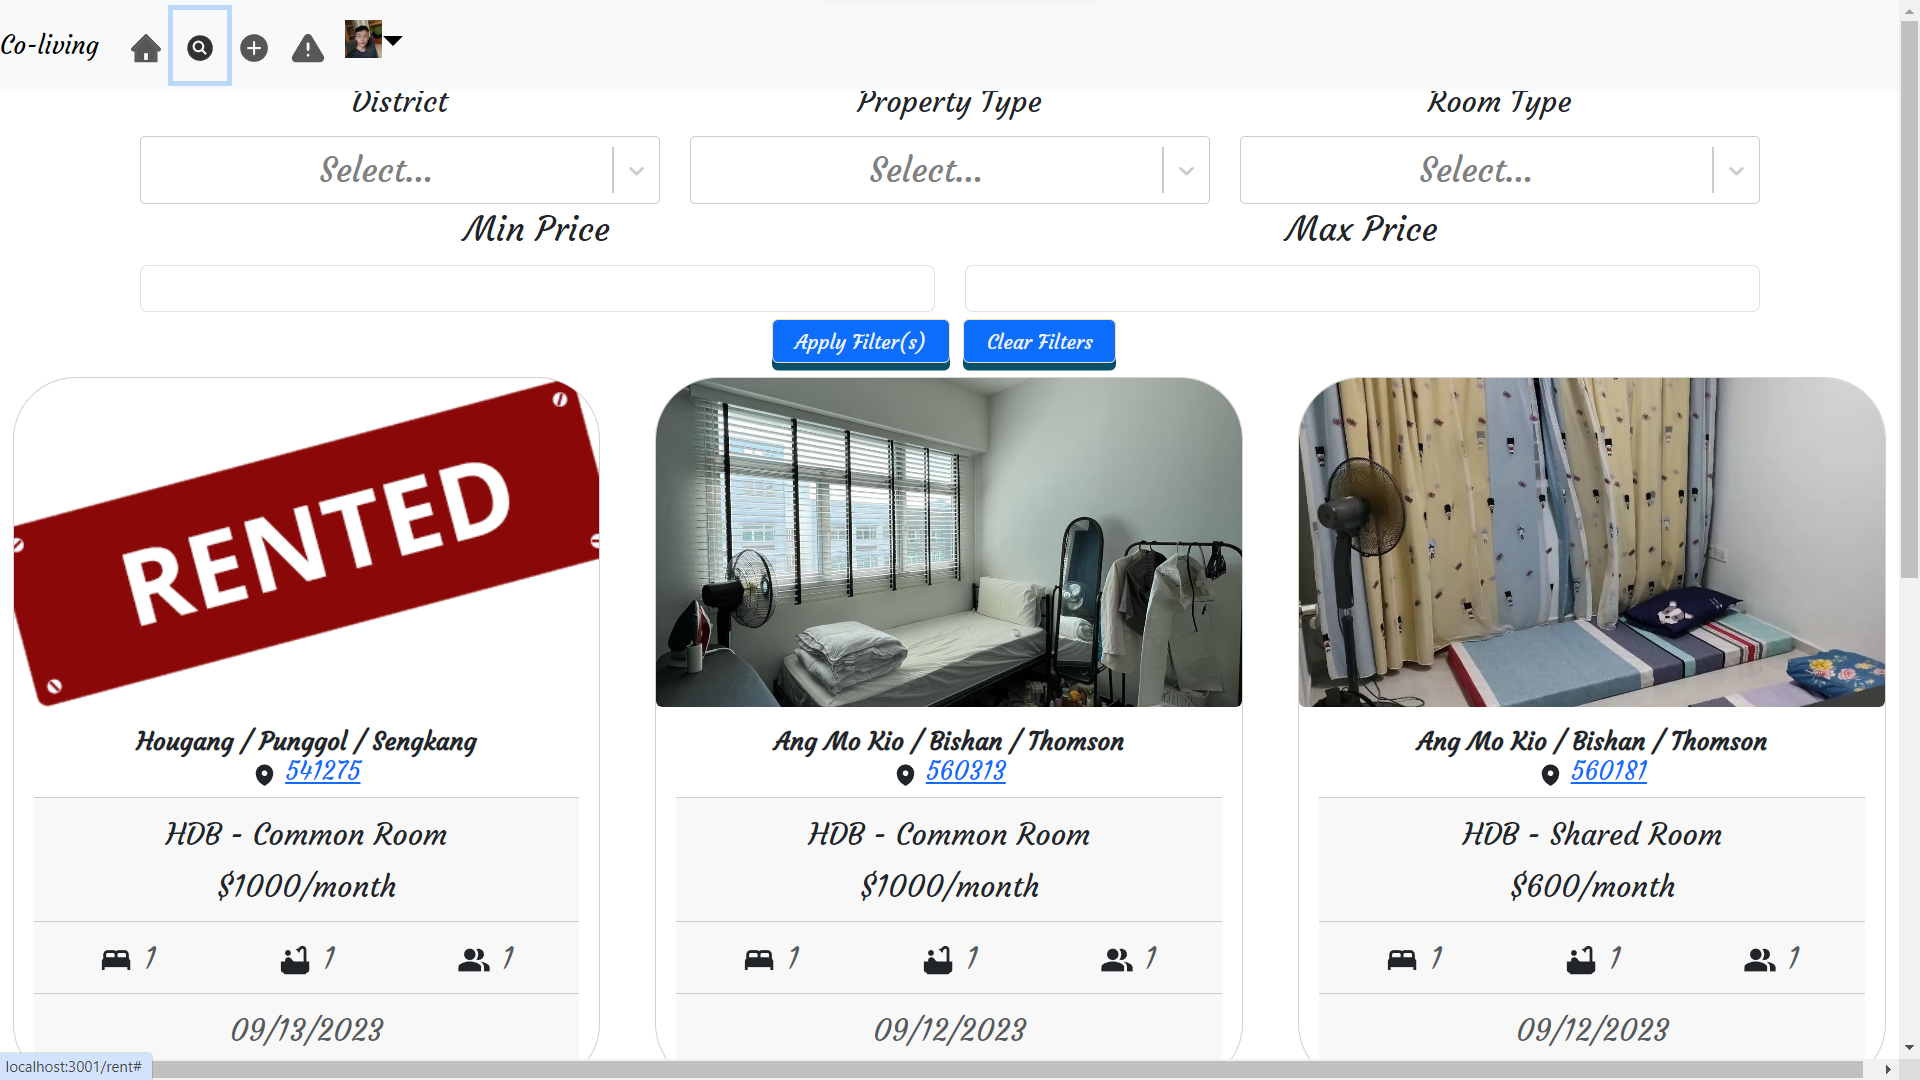 Co-living
District Property Type Room Type
Select... Select... Select...
Min Price Max Price
Apply Filter(s) Clear Filters
RENTED
Hougang / Punggol / Sengkang
541275
HDB - Common Room
$1000/month
1 1 1
09/13/2023
Ang Mo Kio / Bishan / Thomson
560313
HDB - Common Room
$1000/month
1 1 1
09/12/2023
Ang Mo Kio / Bishan / Thomson
560181
HDB - Shared Room
$600/month
1 1 1
09/12/2023
localhost:3001/rent#